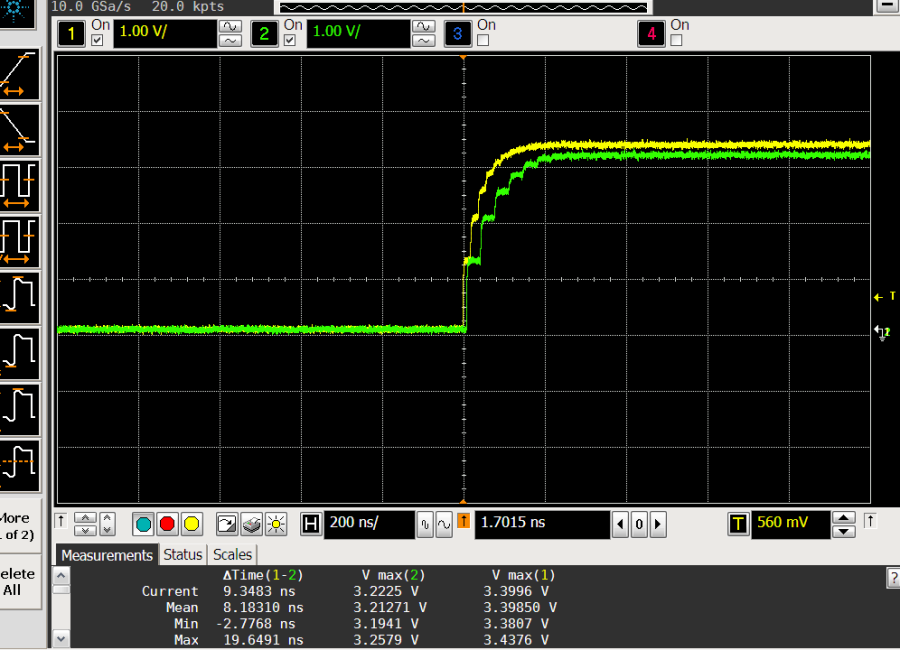 10.0 GSa/s 20.0 kpts
1 On 1.00 V/ 2 On 1.00 V/ 3 On 4 On
T
2
More
of 2)
elete
All
H 200 ns/ 1.7015 ns 0 T 560 mV
Measurements Status Scales
ΔTime(1-2) V max(2) V max(1) ?
Current 9.3483 ns 3.2225 V 3.3996 V
Mean 8.18310 ns 3.21271 V 3.39850 V
Min -2.7768 ns 3.1941 V 3.3807 V
Max 19.6491 ns 3.2579 V 3.4376 V